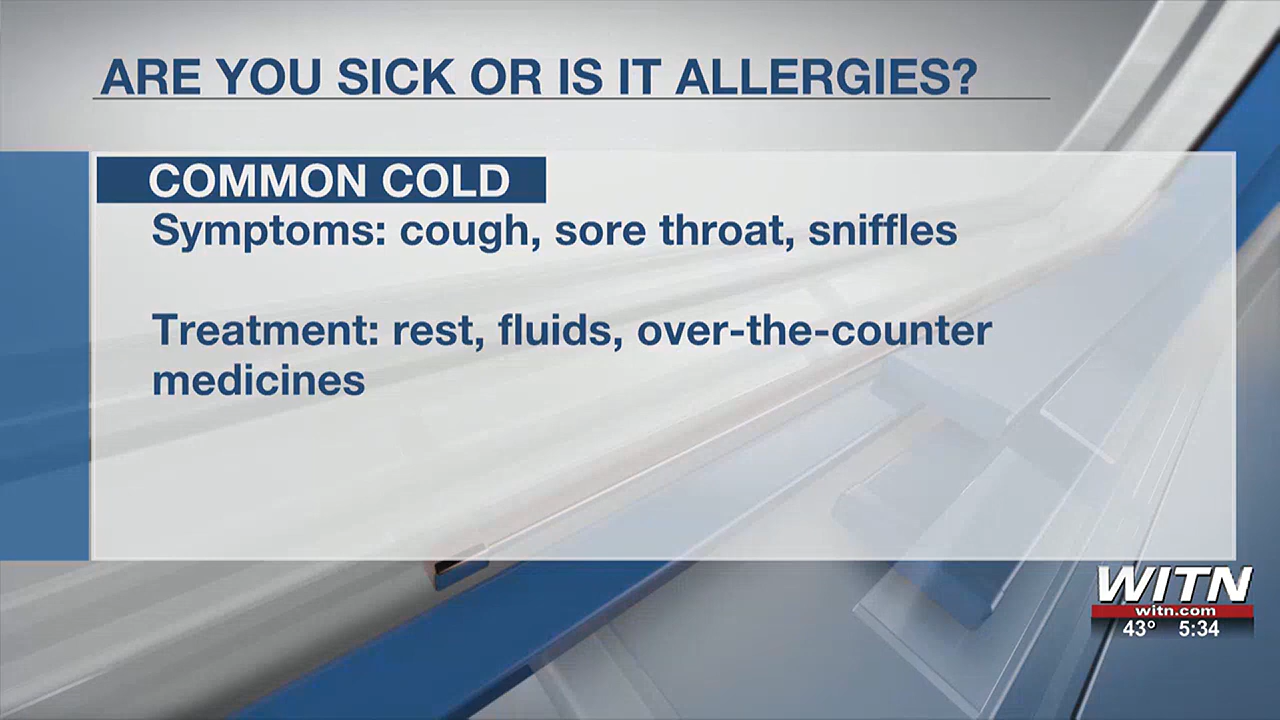 ARE YOU SICK OR IS IT ALLERGIES?
COMMON COLD
Symptoms: cough, sore throat, sniffles
Treatment: rest, fluids, over-the-counter
medicines
WITN
witn.com
43° 5:34